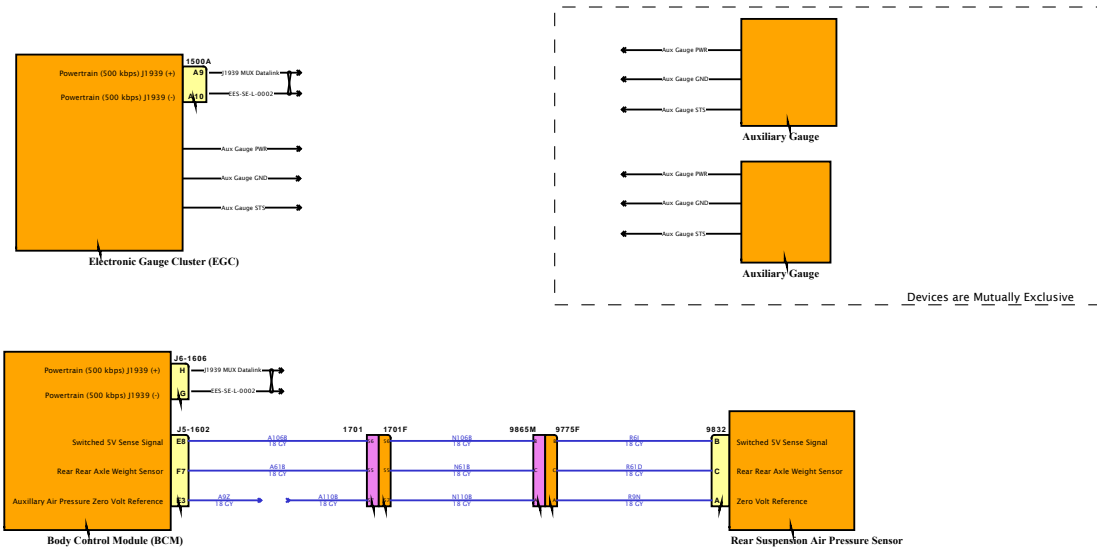 1500A
Powertrain (500 kbps) J1939 (+)
A9
J1939 MUX Datalink
Powertrain (500 kbps) J1939 (-)
A10
EES-SE-L-0002
Aux Gauge PWR
Aux Gauge GND
Aux Gauge STS
Electronic Gauge Cluster (EGC)
Aux Gauge PWR
Aux Gauge GND
Aux Gauge STS
Auxiliary Gauge
Aux Gauge PWR
Aux Gauge GND
Aux Gauge STS
Auxiliary Gauge
Devices are Mutually Exclusive
J6-1606
Powertrain (500 kbps) J1939 (+)
H
J1939 MUX Datalink
Powertrain (500 kbps) J1939 (-)
G
EES-SE-L-0002
J5-1602
1701
1701F
9865M
9775F
9832
Switched 5V Sense Signal
E8
A106B
18 GY
N106B
18 GY
B
R6J
18 GY
B
Switched 5V Sense Signal
Rear Rear Axle Weight Sensor
F7
A61B
18 GY
N61B
18 GY
C
R61D
18 GY
C
Rear Rear Axle Weight Sensor
Auxillary Air Pressure Zero Volt Reference
E3
A9Z
18 GY
A110B
18 GY
N110B
18 GY
A
R9N
18 GY
A
Zero Volt Reference
Body Control Module (BCM)
Rear Suspension Air Pressure Sensor